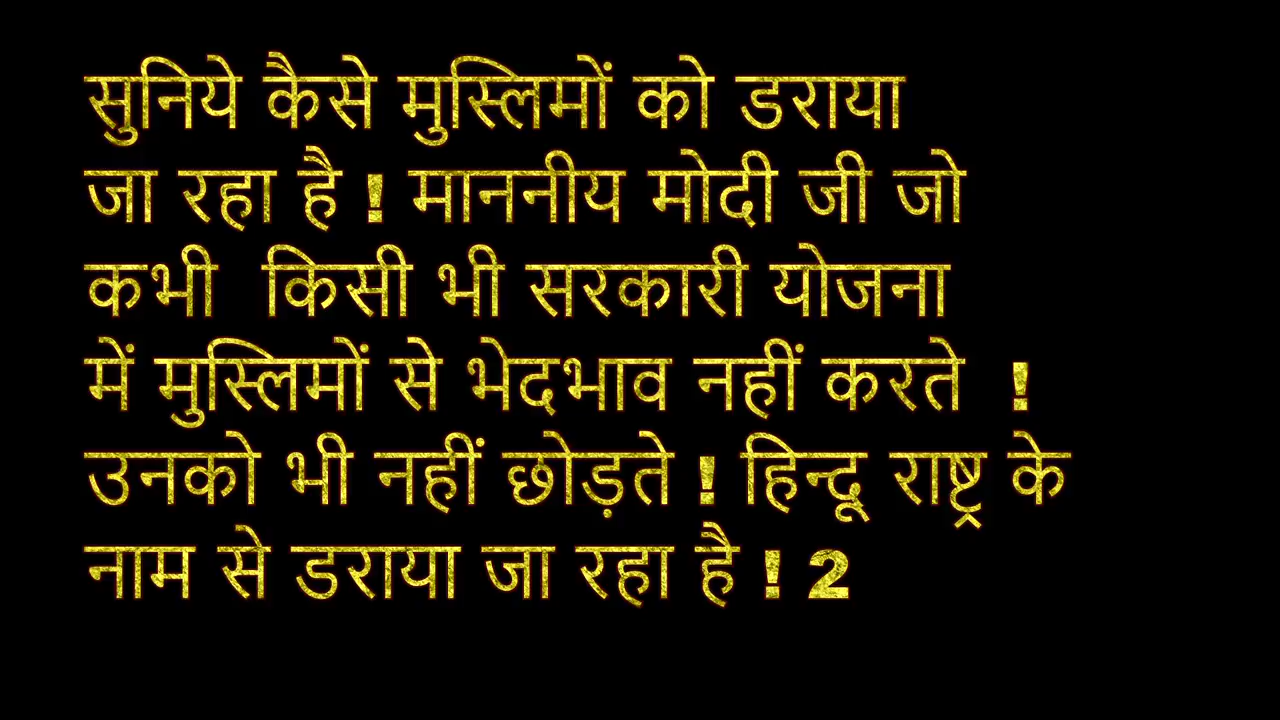 सुनिये कैसे मुस्लिमों को डराया
जा रहा है ! माननीय मोदी जी जो
कभी  किसी भी सरकारी योजना
में मुस्लिमों से भेदभाव नहीं करते  !
उनको भी नहीं छोड़ते ! हिन्दू राष्ट्र के
नाम से डराया जा रहा है ! 2